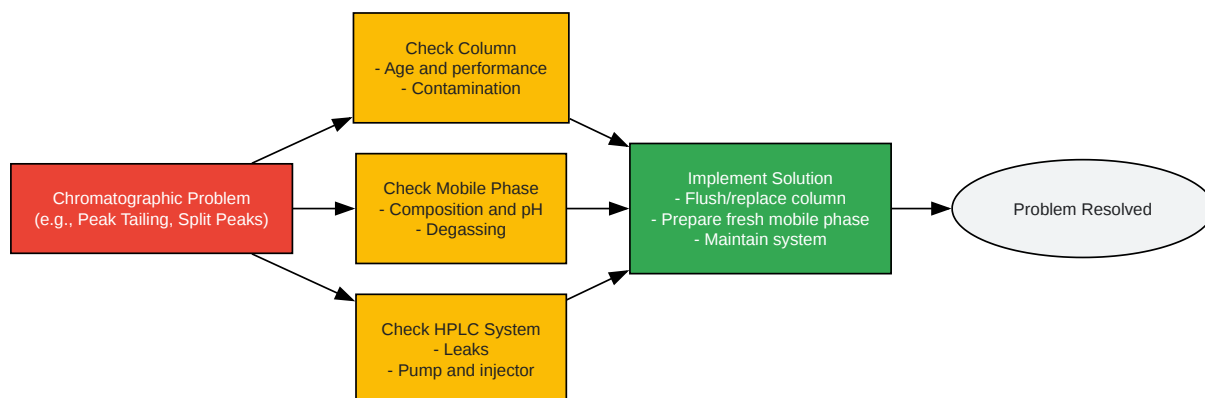 Chromatographic Problem
(e.g., Peak Tailing, Split Peaks)
Check Column
- Age and performance
- Contamination
Check Mobile Phase
- Composition and pH
- Degassing
Check HPLC System
- Leaks
- Pump and injector
Implement Solution
- Flush/replace column
- Prepare fresh mobile phase
- Maintain system
Problem Resolved